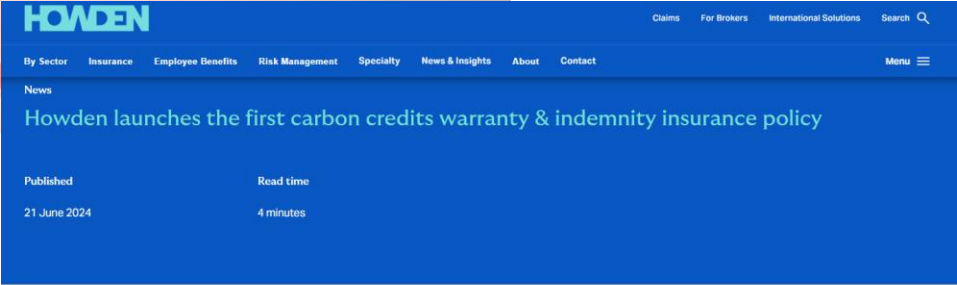 HOWDEN
Claims For Brokers International Solutions Search
By Sector Insurance Employee Benefits Risk Management Specialty News & Insights About Contact Menu
News
Howden launches the first carbon credits warranty & indemnity insurance policy
Published Read time
21 June 2024 4 minutes